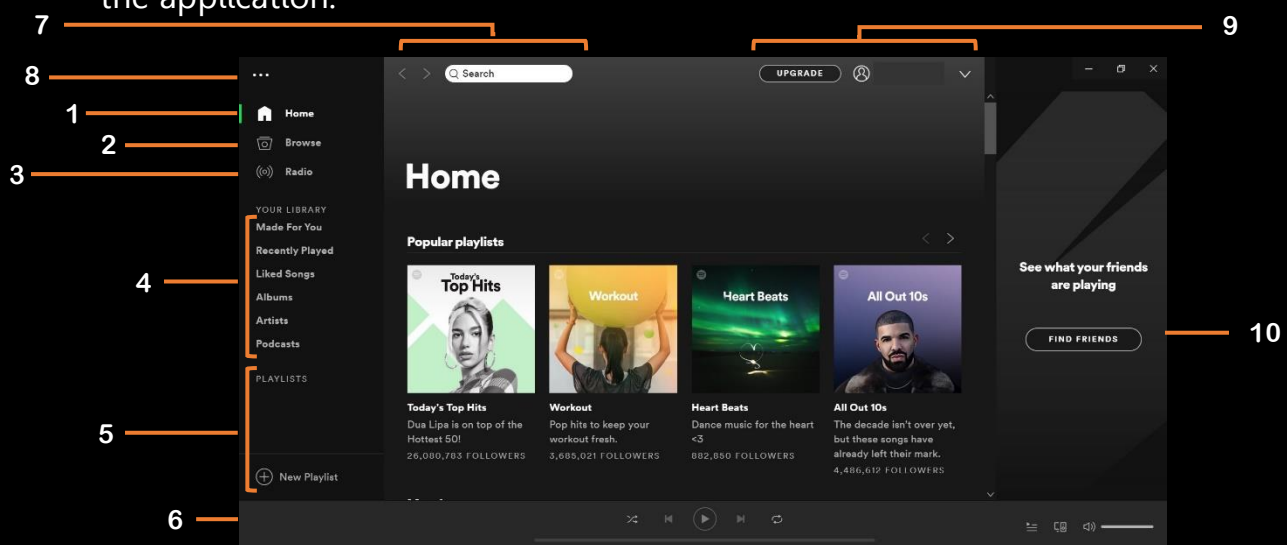 the application.
7
9
8
Search
UPGRADE
1
Home
2
Browse
3
Radio
Home
YOUR LIBRARY
4
Made For You
Recently Played
Liked Songs
Albums
Artists
Podcasts
Popular playlists
Today's
Top Hits
Workout
Heart Beats
All Out 10s
See what your friends
are playing
FIND FRIENDS
10
5
PLAYLISTS
New Playlist
Today's Top Hits
Dua Lipa is on top of the
Hottest 50!
26,080,783 FOLLOWERS
Workout
Pop hits to keep your
workout fresh.
3,685,021 FOLLOWERS
Heart Beats
Dance music for the heart
<3
882,850 FOLLOWERS
All Out 10s
The decade isn't over yet,
but these songs have
already left their mark.
4,486,612 FOLLOWERS
6